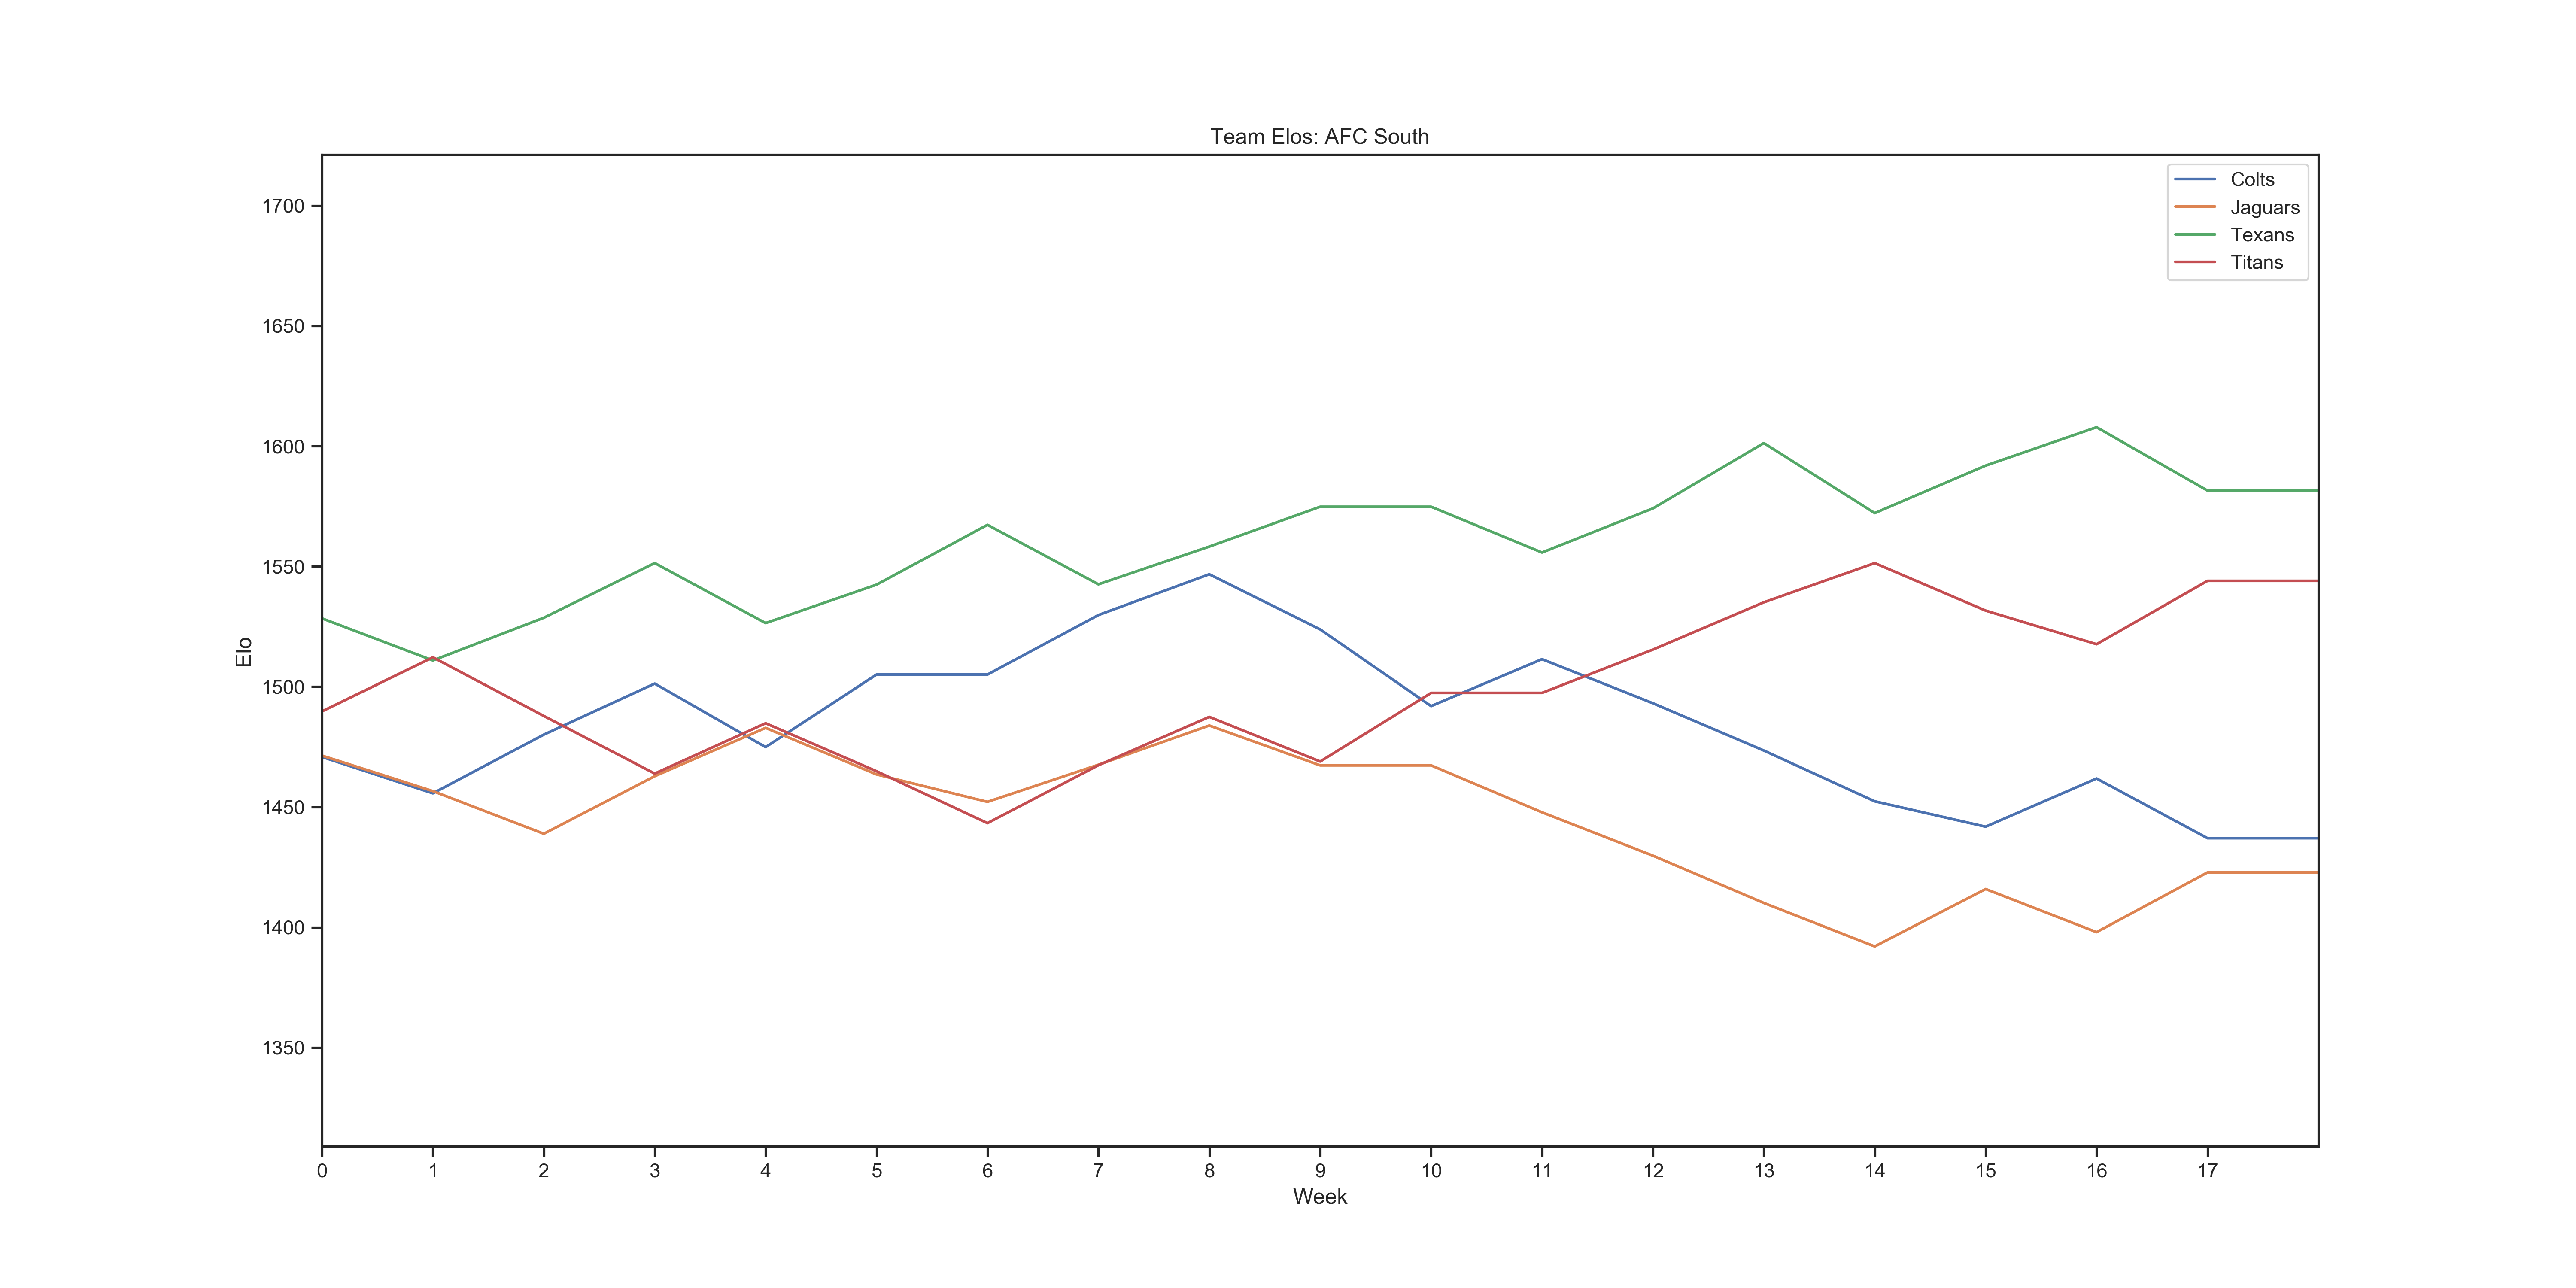 Team Elos: AFC South
Colts
Jaguars
Texans
Titans
1700
1650
1600
1550
1500
1450
1400
1350
Elo
0 1 2 3 4 5 6 7 8 9 10 11 12 13 14 15 16 17
Week